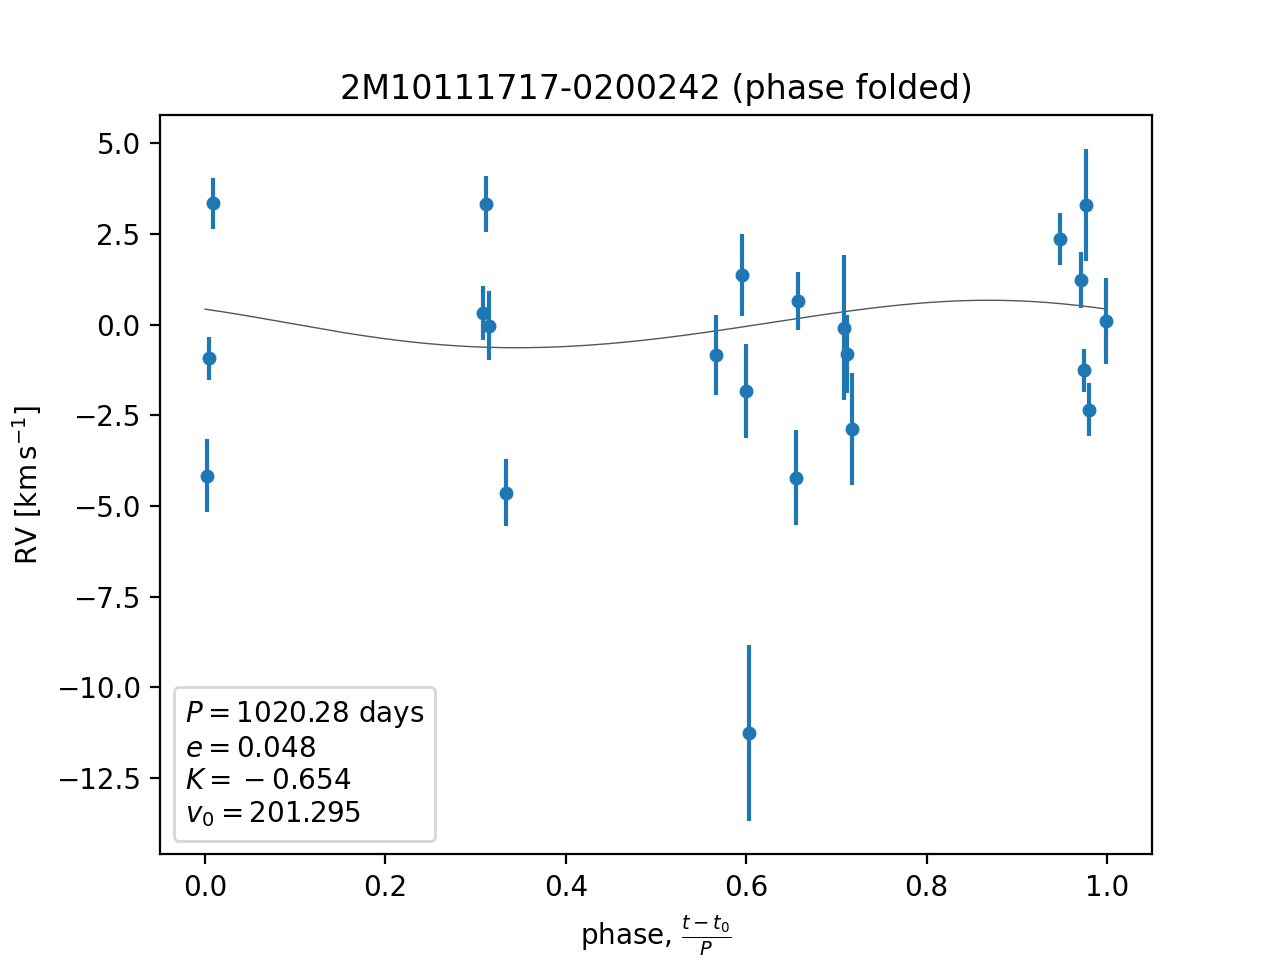 2M10111717-0200242 (phase folded)
5.0
2.5
0.0
−2.5
−5.0
−7.5
−10.0
−12.5
RV [km s⁻¹]
P = 1020.28 days
e = 0.048
K = −0.654
v₀ = 201.295
0.0 0.2 0.4 0.6 0.8 1.0
phase, (t − t₀)/P